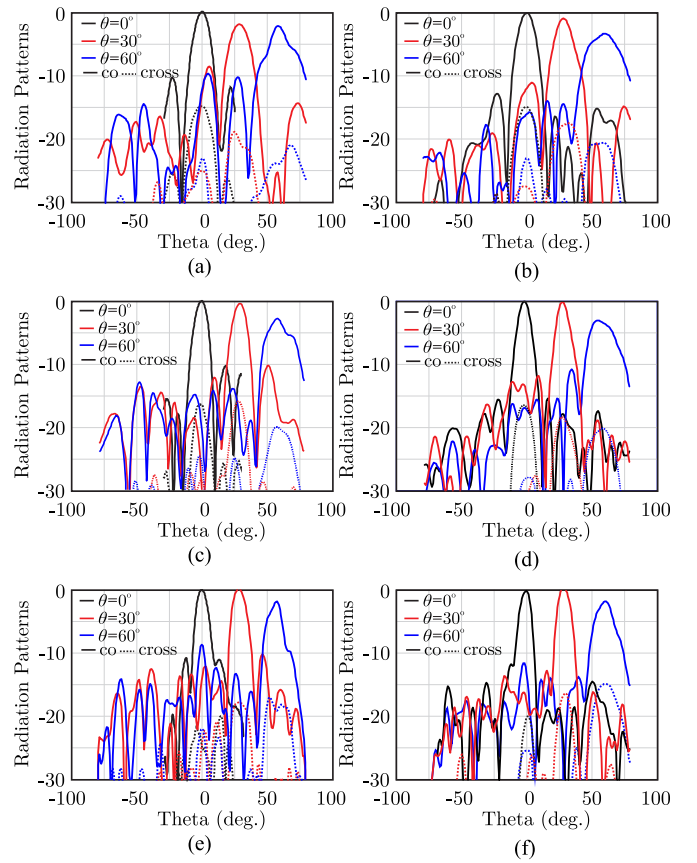 Radiation Patterns
0
-10
-20
-30
θ=0°
θ=30°
θ=60°
co ····· cross
-100 -50 0 50 100
Theta (deg.)
(a)
Radiation Patterns
0
-10
-20
-30
θ=0°
θ=30°
θ=60°
co ····· cross
-100 -50 0 50 100
Theta (deg.)
(b)
Radiation Patterns
0
-10
-20
-30
θ=0°
θ=30°
θ=60°
co ····· cross
-100 -50 0 50 100
Theta (deg.)
(c)
Radiation Patterns
0
-10
-20
-30
θ=0°
θ=30°
θ=60°
co ····· cross
-100 -50 0 50 100
Theta (deg.)
(d)
Radiation Patterns
0
-10
-20
-30
θ=0°
θ=30°
θ=60°
co ····· cross
-100 -50 0 50 100
Theta (deg.)
(e)
Radiation Patterns
0
-10
-20
-30
θ=0°
θ=30°
θ=60°
co ····· cross
-100 -50 0 50 100
Theta (deg.)
(f)